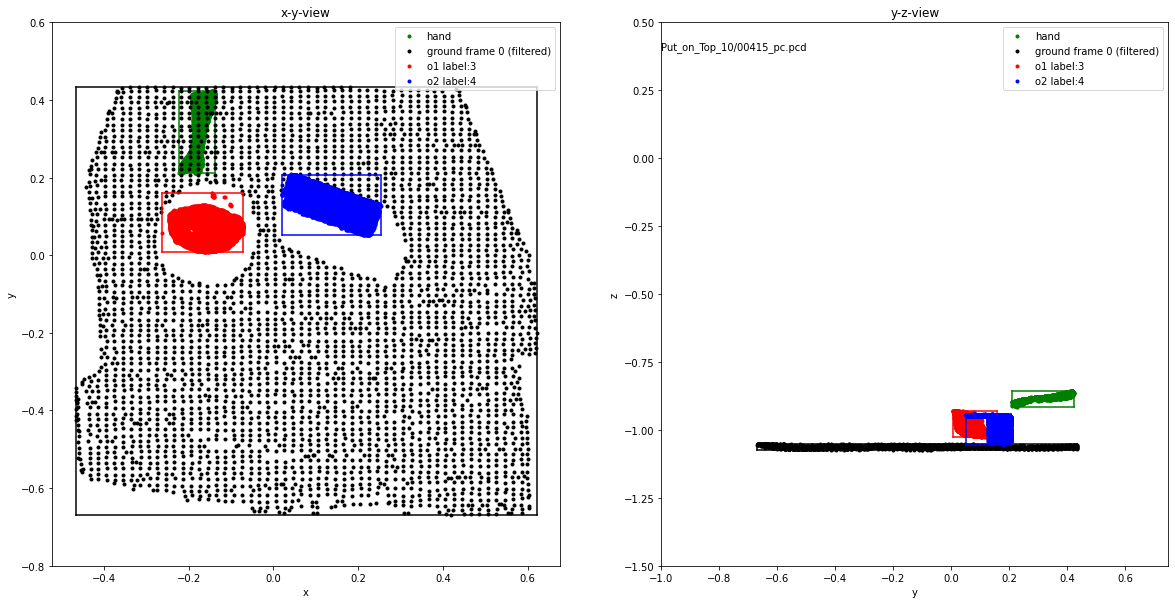 x-y-view
0.6
0.4
0.2
0.0
−0.2
−0.4
−0.6
−0.8
y
−0.4
−0.2
0.0
0.2
0.4
0.6
x
hand
ground frame 0 (filtered)
o1 label:3
o2 label:4
y-z-view
0.50
0.25
0.00
−0.25
−0.50
−0.75
−1.00
−1.25
−1.50
z
−1.0
−0.8
−0.6
−0.4
−0.2
0.0
0.2
0.4
0.6
y
Put_on_Top_10/00415_pc.pcd
hand
ground frame 0 (filtered)
o1 label:3
o2 label:4